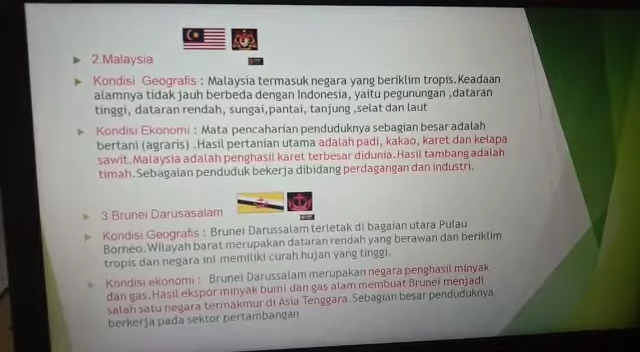 2.Malaysia
Kondisi Geografis : Malaysia termasuk negara yang beriklim tropis.Keadaan
alamnya tidak jauh berbeda dengan Indonesia, yaitu pegunungan ,dataran
tinggi, dataran rendah, sungai,pantai, tanjung ,selat dan laut
Kondisi Ekonomi : Mata pencaharian penduduknya sebagian besar adalah
bertani (agraris) .Hasil pertanian utama adalah padi, kakao, karet dan kelapa
sawit.Malaysia adalah penghasil karet terbesar didunia.Hasil tambang adalah
timah.Sebagaian penduduk bekerja dibidang perdagangan dan industri.
3 Brunei Darusasalam
Kondisi Geografis : Brunei Darussalam terletak di bagaian utara Pulau
Borneo.Wilayah barat merupakan dataran rendah yang berawan dan beriklim
tropis dan negara ini memiliki curah hujan yang tinggi.
Kondisi ekonomi : Brunei Darussalam merupakan negara penghasil minyak
dan gas.Hasil ekspor minyak bumi dan gas alam membuat Brunei menjadi
salah satu negara termakmur di Asia Tenggara.Sebagian besar penduduknya
berkerja pada sektor pertambangan